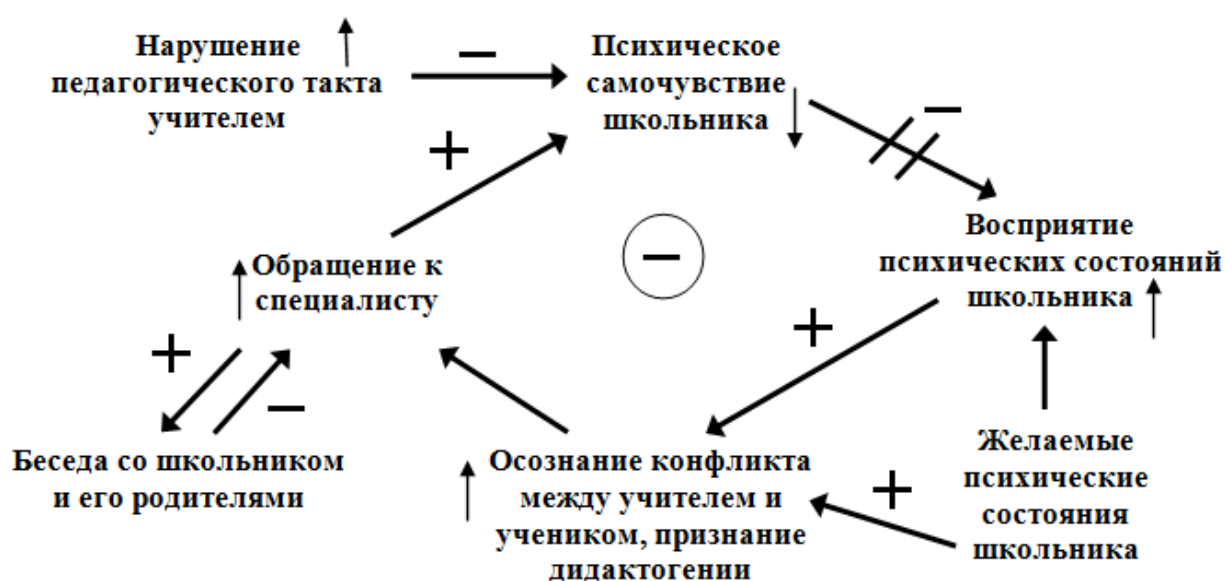 Нарушение
педагогического такта
учителем
−
Психическое
самочувствие
школьника
−
+
Восприятие
психических состояний
школьника
−
Обращение к
специалисту
+
+
−
Беседа со школьником
и его родителями
Осознание конфликта
между учителем и
учеником, признание
дидактогении
+
Желаемые
психические
состояния
школьника